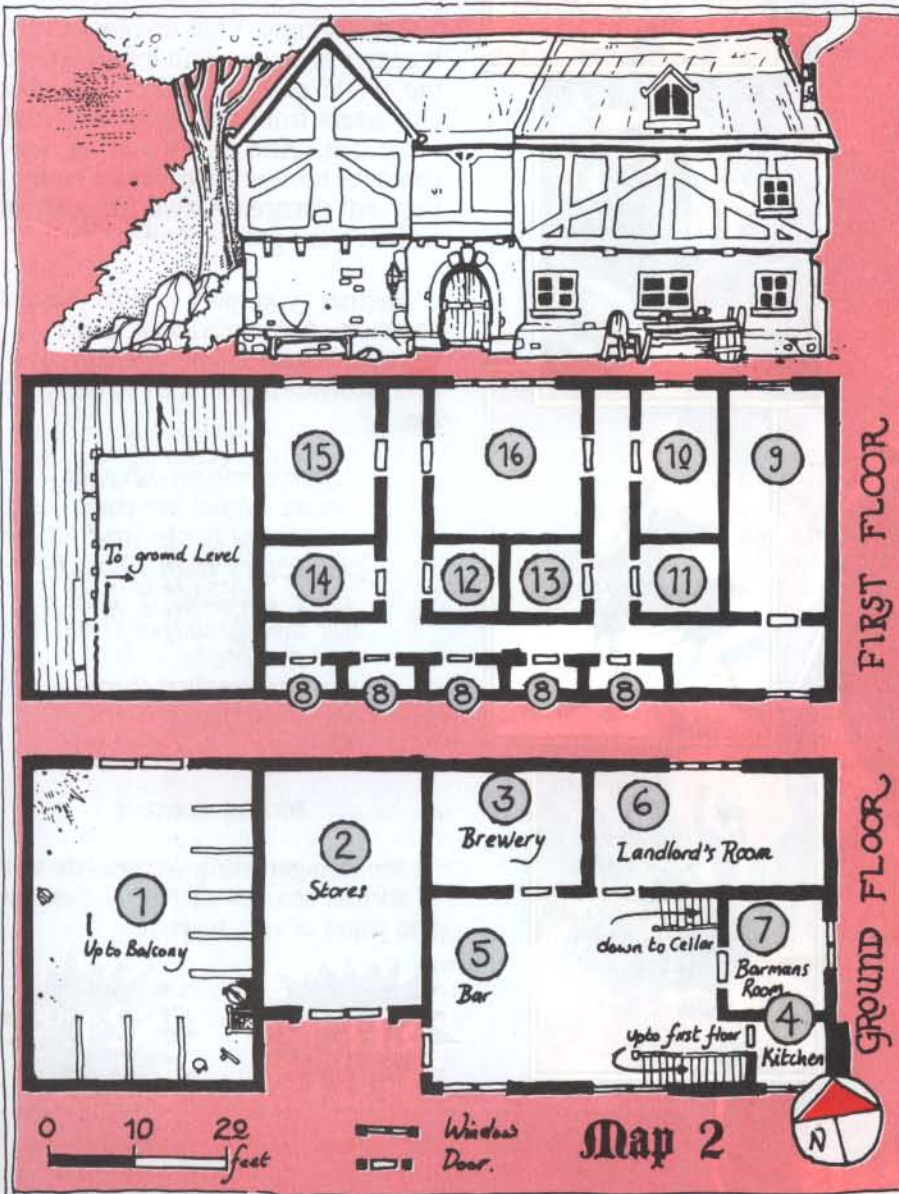 15
16
10
9
To ground Level
14
12
13
11
8
8
8
8
8
FIRST FLOOR
3
Brewery
6
Landlord's Room
2
Stores
1
Up to Balcony
down to Cellar
7
Barmans
Room
5
Bar
up to first floor
4
Kitchen
GROUND FLOOR
0 10 20
feet
Window
Door.
Map 2
N